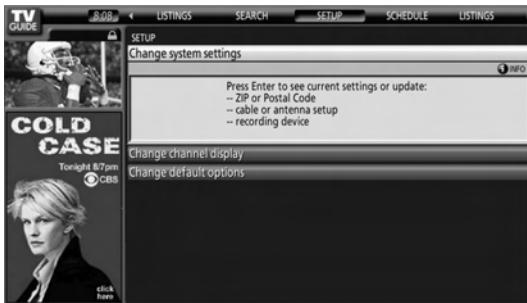 TV
GUIDE
8:08
LISTINGS SEARCH SETUP SCHEDULE LISTINGS
SETUP
Change system settings
i INFO
Press Enter to see current settings or update:
-- ZIP or Postal Code
-- cable or antenna setup
-- recording device
Change channel display
Change default options
COLD
CASE
Tonight 8/7pm
CBS
click
here